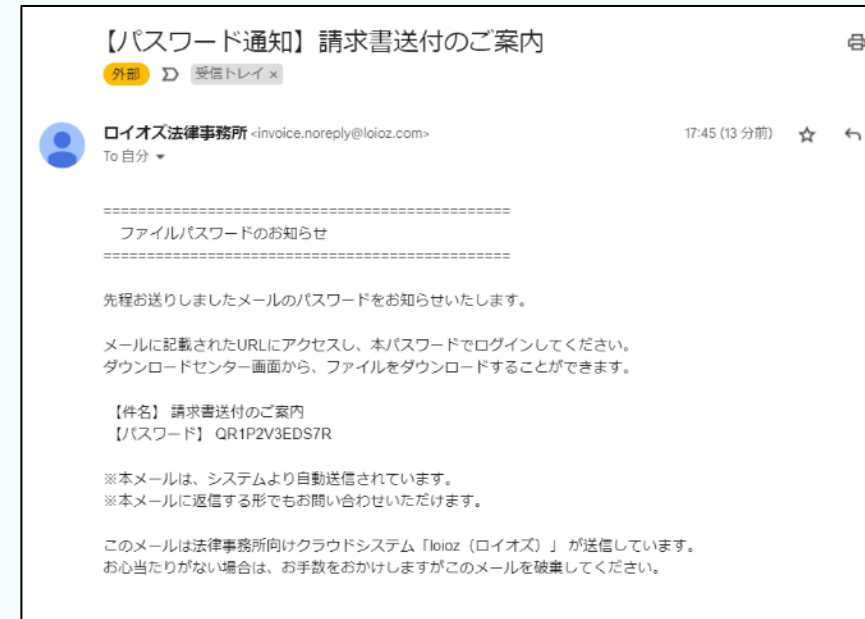 【パスワード通知】請求書送付のご案内
外部 受信トレイ ×
ロイオズ法律事務所 <invoice.noreply@loioz.com> 17:45 (13 分前)
To 自分
===============================================
ファイルパスワードのお知らせ
===============================================
先程お送りしましたメールのパスワードをお知らせいたします。
メールに記載されたURLにアクセスし、本パスワードでログインしてください。
ダウンロードセンター画面から、ファイルをダウンロードすることができます。
【件名】 請求書送付のご案内
【パスワード】 QR1P2V3EDS7R
※本メールは、システムより自動送信されています。
※本メールに返信する形でもお問い合わせいただけます。
このメールは法律事務所向けクラウドシステム「loioz（ロイオズ）」 が送信しています。
お心当たりがない場合は、お手数をおかけしますがこのメールを破棄してください。